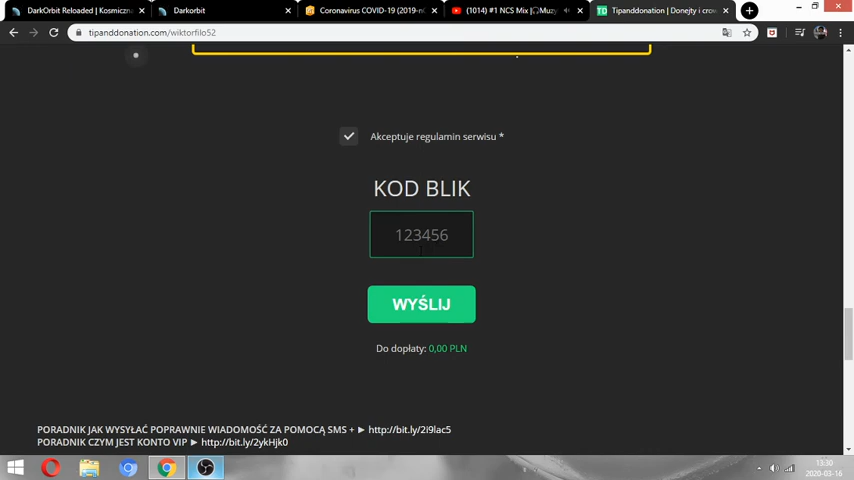 DarkOrbit Reloaded | Kosmiczna
Darkorbit
Coronavirus COVID-19 (2019-n
(1014) #1 NCS Mix
Tipanddonation | Donejty i crow
tipanddonation.com/wiktorfilo52
Akceptuje regulamin serwisu *
KOD BLIK
123456
WYŚLIJ
Do dopłaty: 0,00 PLN
PORADNIK JAK WYSYŁAĆ POPRAWNIE WIADOMOŚĆ ZA POMOCĄ SMS + ► http://bit.ly/2i9lac5
PORADNIK CZYM JEST KONTO VIP ► http://bit.ly/2ykHjk0
13:30
2020-03-16